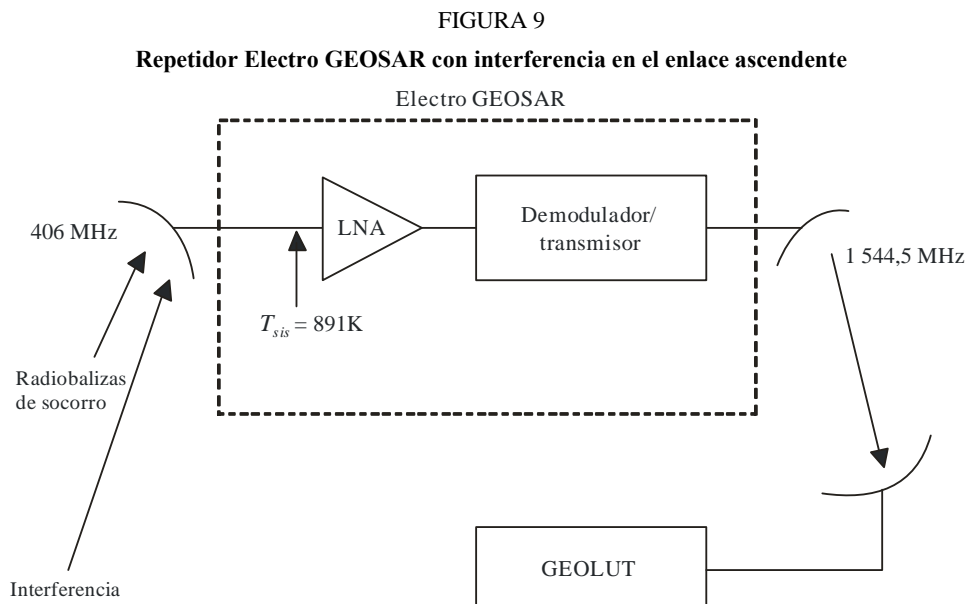 FIGURA 9
Repetidor Electro GEOSAR con interferencia en el enlace ascendente
Electro GEOSAR
406 MHz
LNA
Demodulador/
transmisor
1 544,5 MHz
T_sis = 891K
Radiobalizas
de socorro
Interferencia
GEOLUT